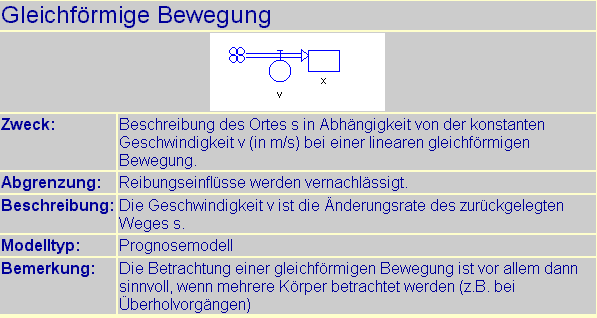 Gleichförmige Bewegung
v
x
Zweck:
Beschreibung des Ortes s in Abhängigkeit von der konstanten
Geschwindigkeit v (in m/s) bei einer linearen gleichförmigen
Bewegung.
Abgrenzung:
Reibungseinflüsse werden vernachlässigt.
Beschreibung:
Die Geschwindigkeit v ist die Änderungsrate des zurückgelegten
Weges s.
Modelltyp:
Prognosemodell
Bemerkung:
Die Betrachtung einer gleichförmigen Bewegung ist vor allem dann
sinnvoll, wenn mehrere Körper betrachtet werden (z.B. bei
Überholvorgängen)